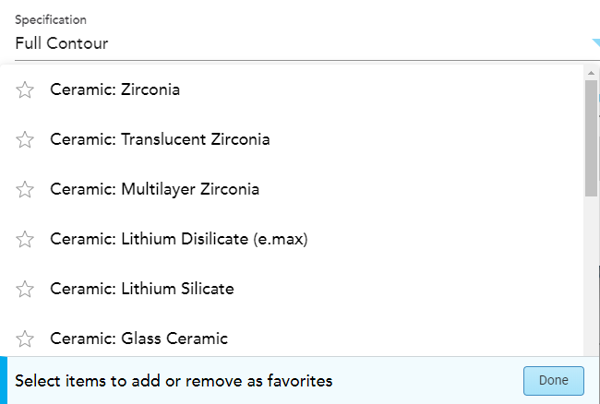 Specification
Full Contour
Ceramic: Zirconia
Ceramic: Translucent Zirconia
Ceramic: Multilayer Zirconia
Ceramic: Lithium Disilicate (e.max)
Ceramic: Lithium Silicate
Ceramic: Glass Ceramic
Select items to add or remove as favorites
Done